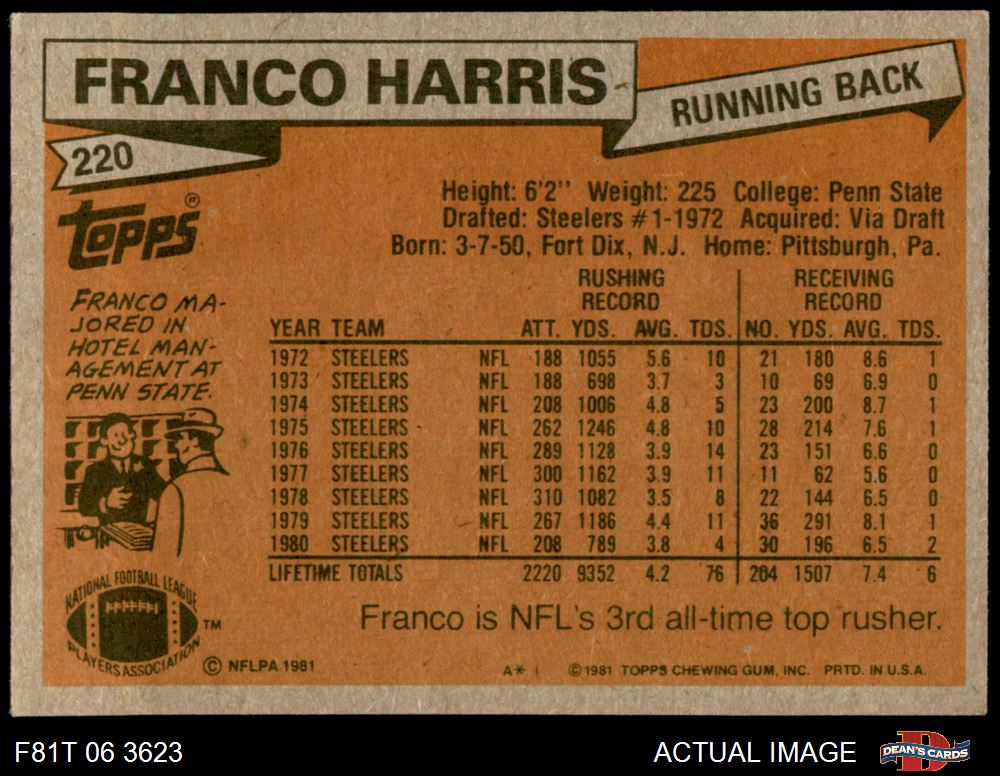 FRANCO HARRIS
RUNNING BACK
220
TOPPS®
Height: 6'2'' Weight: 225 College: Penn State
Drafted: Steelers #1-1972 Acquired: Via Draft
Born: 3-7-50, Fort Dix, N.J. Home: Pittsburgh, Pa.
FRANCO MA-
JORED IN
HOTEL MAN-
AGEMENT AT
PENN STATE.
RUSHING RECEIVING
RECORD RECORD
YEAR TEAM ATT. YDS. AVG. TDS. NO. YDS. AVG. TDS.
1972 STEELERS NFL 188 1055 5.6 10 21 180 8.6 1
1973 STEELERS NFL 188 698 3.7 3 10 69 6.9 0
1974 STEELERS NFL 208 1006 4.8 5 23 200 8.7 1
1975 STEELERS NFL 262 1246 4.8 10 28 214 7.6 1
1976 STEELERS NFL 289 1128 3.9 14 23 151 6.6 0
1977 STEELERS NFL 300 1162 3.9 11 11 62 5.6 0
1978 STEELERS NFL 310 1082 3.5 8 22 144 6.5 0
1979 STEELERS NFL 267 1186 4.4 11 36 291 8.1 1
1980 STEELERS NFL 208 789 3.8 4 30 196 6.5 2
LIFETIME TOTALS 2220 9352 4.2 76 204 1507 7.4 6
Franco is NFL's 3rd all-time top rusher.
NATIONAL FOOTBALL LEAGUE
PLAYERS ASSOCIATION
TM
© NFLPA 1981
A* ©1981 TOPPS CHEWING GUM, INC. PRTD. IN U.S.A.
F81T 06 3623
ACTUAL IMAGE
D
DEAN'S CARDS